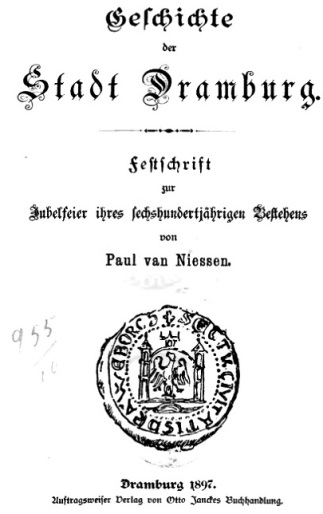 Geſchichte
der
Stadt Dramburg.
Feſtſchrift
zur
Jubelfeier ihres ſechshundertjährigen Beſtehens
von
Paul van Niessen.
955
Dramburg 1897.
Auftragsweiſer Verlag von Otto Janckes Buchhandlung.